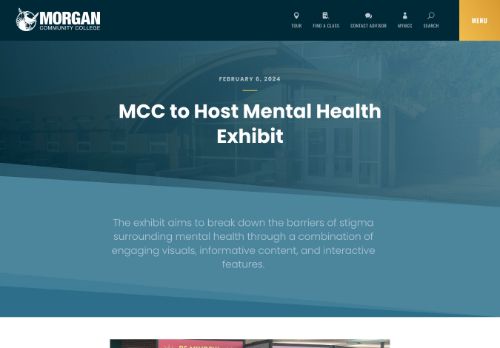 MORGAN
COMMUNITY COLLEGE
TOUR
FIND A CLASS
CONTACT ADVISOR
MYMCC
SEARCH
MENU
FEBRUARY 6, 2024
MCC to Host Mental Health
Exhibit
The exhibit aims to break down the barriers of stigma
surrounding mental health through a combination of
engaging visuals, informative content, and interactive
features.